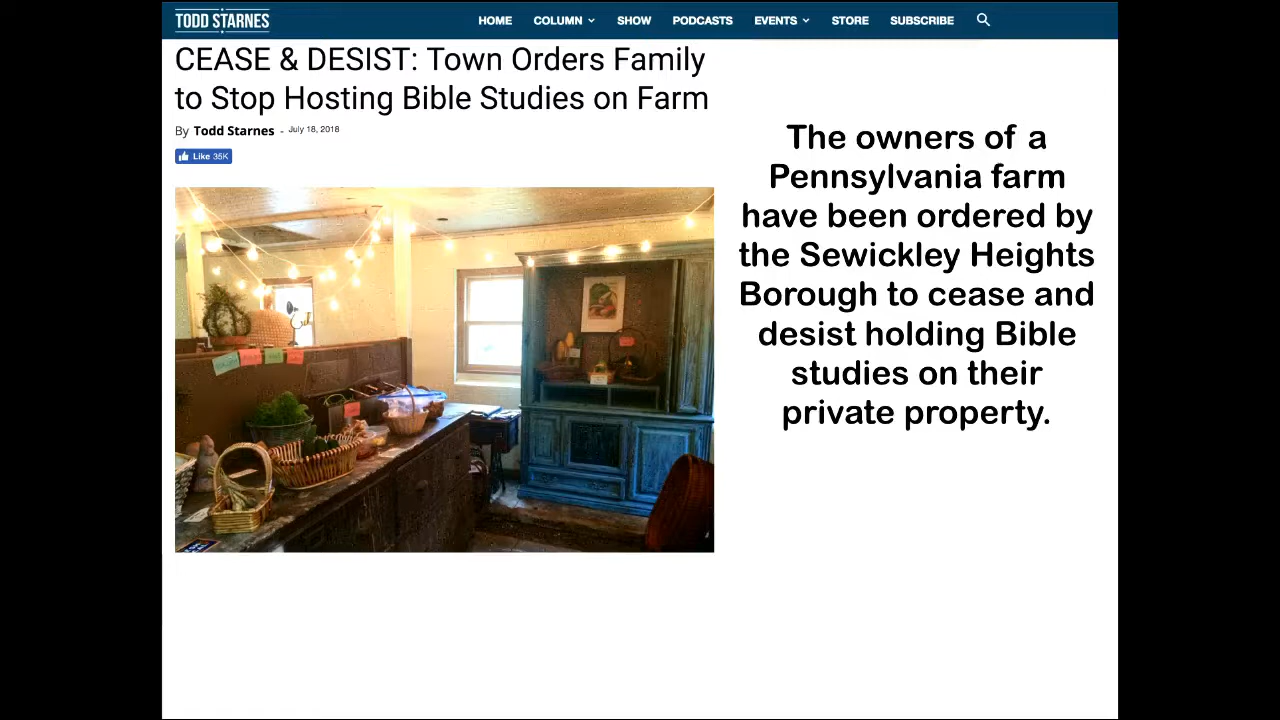 TODD STARNES
HOME COLUMN SHOW PODCASTS EVENTS STORE SUBSCRIBE
CEASE & DESIST: Town Orders Family
to Stop Hosting Bible Studies on Farm
By Todd Starnes - July 18, 2018
Like 35K
The owners of a
Pennsylvania farm
have been ordered by
the Sewickley Heights
Borough to cease and
desist holding Bible
studies on their
private property.